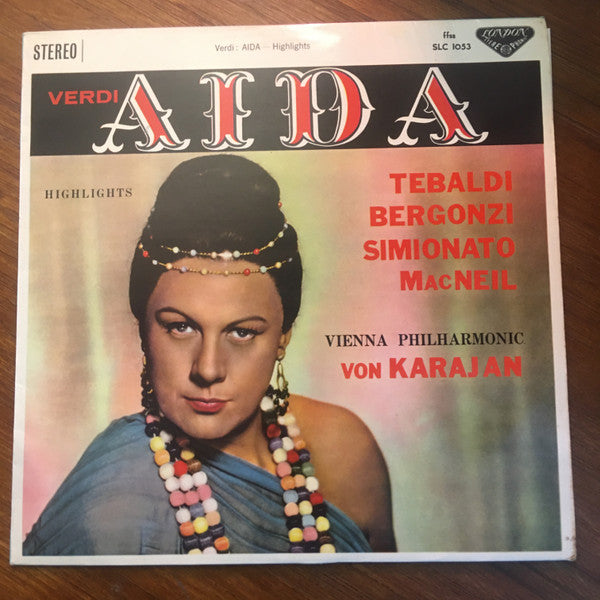 STEREO
Verdi: AIDA — Highlights
ffss
SLC 1053
LONDON
VERDI
AIDA
HIGHLIGHTS
TEBALDI
BERGONZI
SIMIONATO
MACNEIL
VIENNA PHILHARMONIC
VON KARAJAN